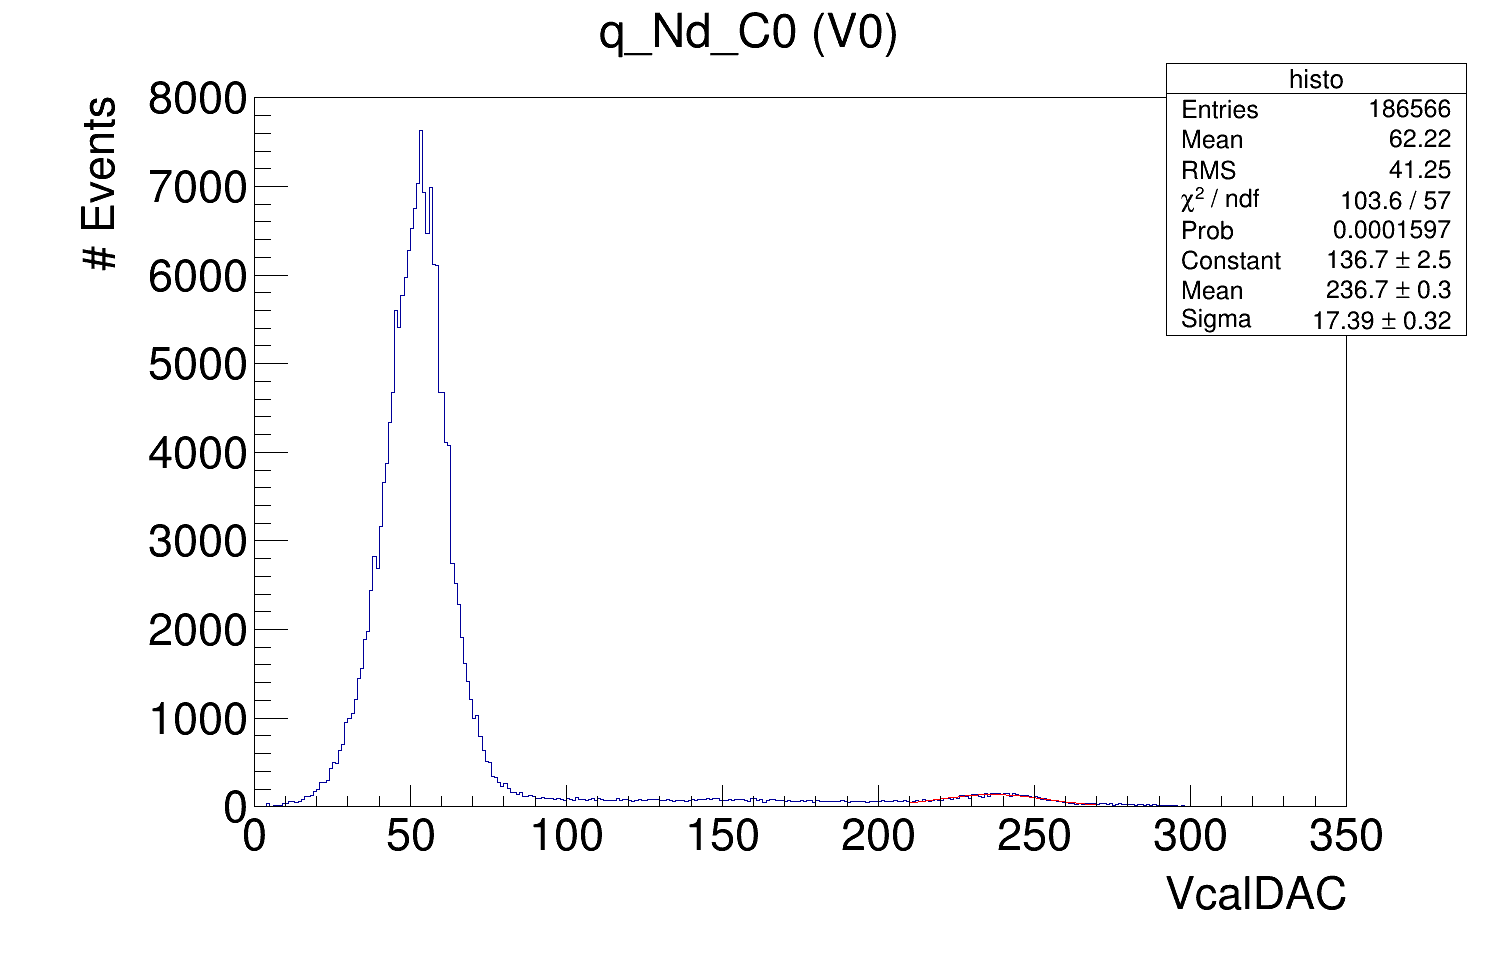 q_Nd_C0 (V0)
histo
Entries 186566
Mean 62.22
RMS 41.25
χ² / ndf 103.6 / 57
Prob 0.0001597
Constant 136.7 ± 2.5
Mean 236.7 ± 0.3
Sigma 17.39 ± 0.32
# Events
8000
7000
6000
5000
4000
3000
2000
1000
0
0 50 100 150 200 250 300 350
VcalDAC